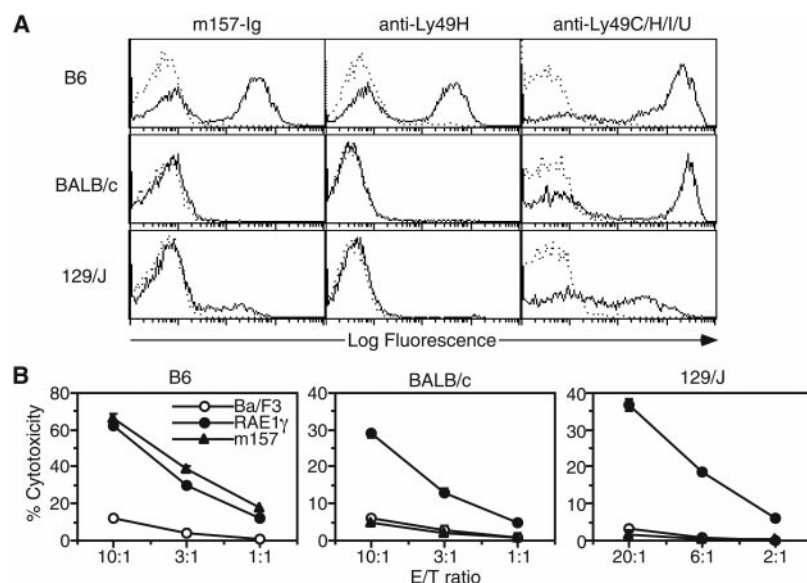 A
m157-Ig anti-Ly49H anti-Ly49C/H/I/U
B6
BALB/c
129/J
Log Fluorescence
B
B6 BALB/c 129/J
% Cytotoxicity
80
60
40
20
0
Ba/F3
RAE1γ
m157
10:1 3:1 1:1
40
30
20
10
0
10:1 3:1 1:1
40
30
20
10
0
20:1 6:1 2:1
E/T ratio